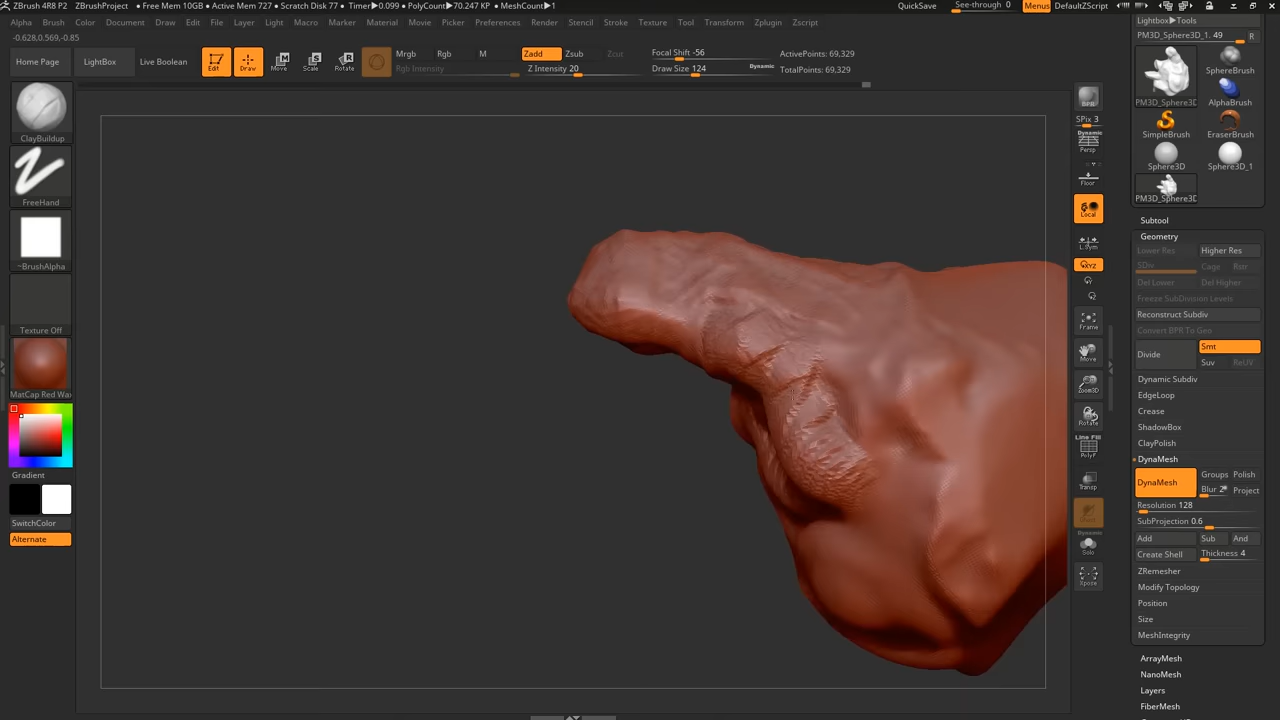 ZBrush 4R8 P2 ZBrushProject • Free Mem 10GB • Active Mem 727 • Scratch Disk 77 • Timer▶0.099 • PolyCount▶70.247 KP • MeshCount▶1 QuickSave See-through 0 Menus DefaultZScript
Alpha Brush Color Document Draw Edit File Layer Light Macro Marker Material Movie Picker Preferences Render Stencil Stroke Texture Tool Transform Zplugin Zscript
-0.628,0.569,-0.85
Home Page LightBox Live Boolean Edit Draw Move Scale Rotate
Mrgb Rgb M
Rgb Intensity
Zadd Zsub Zcut
Z Intensity 20
Focal Shift -56
Draw Size 124 Dynamic
ActivePoints: 69,329
TotalPoints: 69,329
ClayBuildup
FreeHand
~BrushAlpha
Texture Off
MatCap Red Wax
Gradient
SwitchColor
Alternate
BPR
SPix 3
Dynamic
Persp
Floor
Local
L.Sym
XYZ
Frame
Move
Zoom3D
Rotate
Line Fill
PolyF
Transp
Dynamic
Solo
Xpose
Lightbox▶Tools
PM3D_Sphere3D_1. 49 R
PM3D_Sphere3D
SphereBrush
AlphaBrush
SimpleBrush EraserBrush
Sphere3D Sphere3D_1
PM3D_Sphere3D
Subtool
Geometry
Lower Res Higher Res
SDiv Cage Rstr
Del Lower Del Higher
Freeze SubDivision Levels
Reconstruct Subdiv
Convert BPR To Geo
Divide Smt
Suv ReUV
Dynamic Subdiv
EdgeLoop
Crease
ShadowBox
ClayPolish
DynaMesh
DynaMesh Groups Polish
Blur 2 Project
Resolution 128
SubProjection 0.6
Add Sub And
Create Shell Thickness 4
ZRemesher
Modify Topology
Position
Size
MeshIntegrity
ArrayMesh
NanoMesh
Layers
FiberMesh